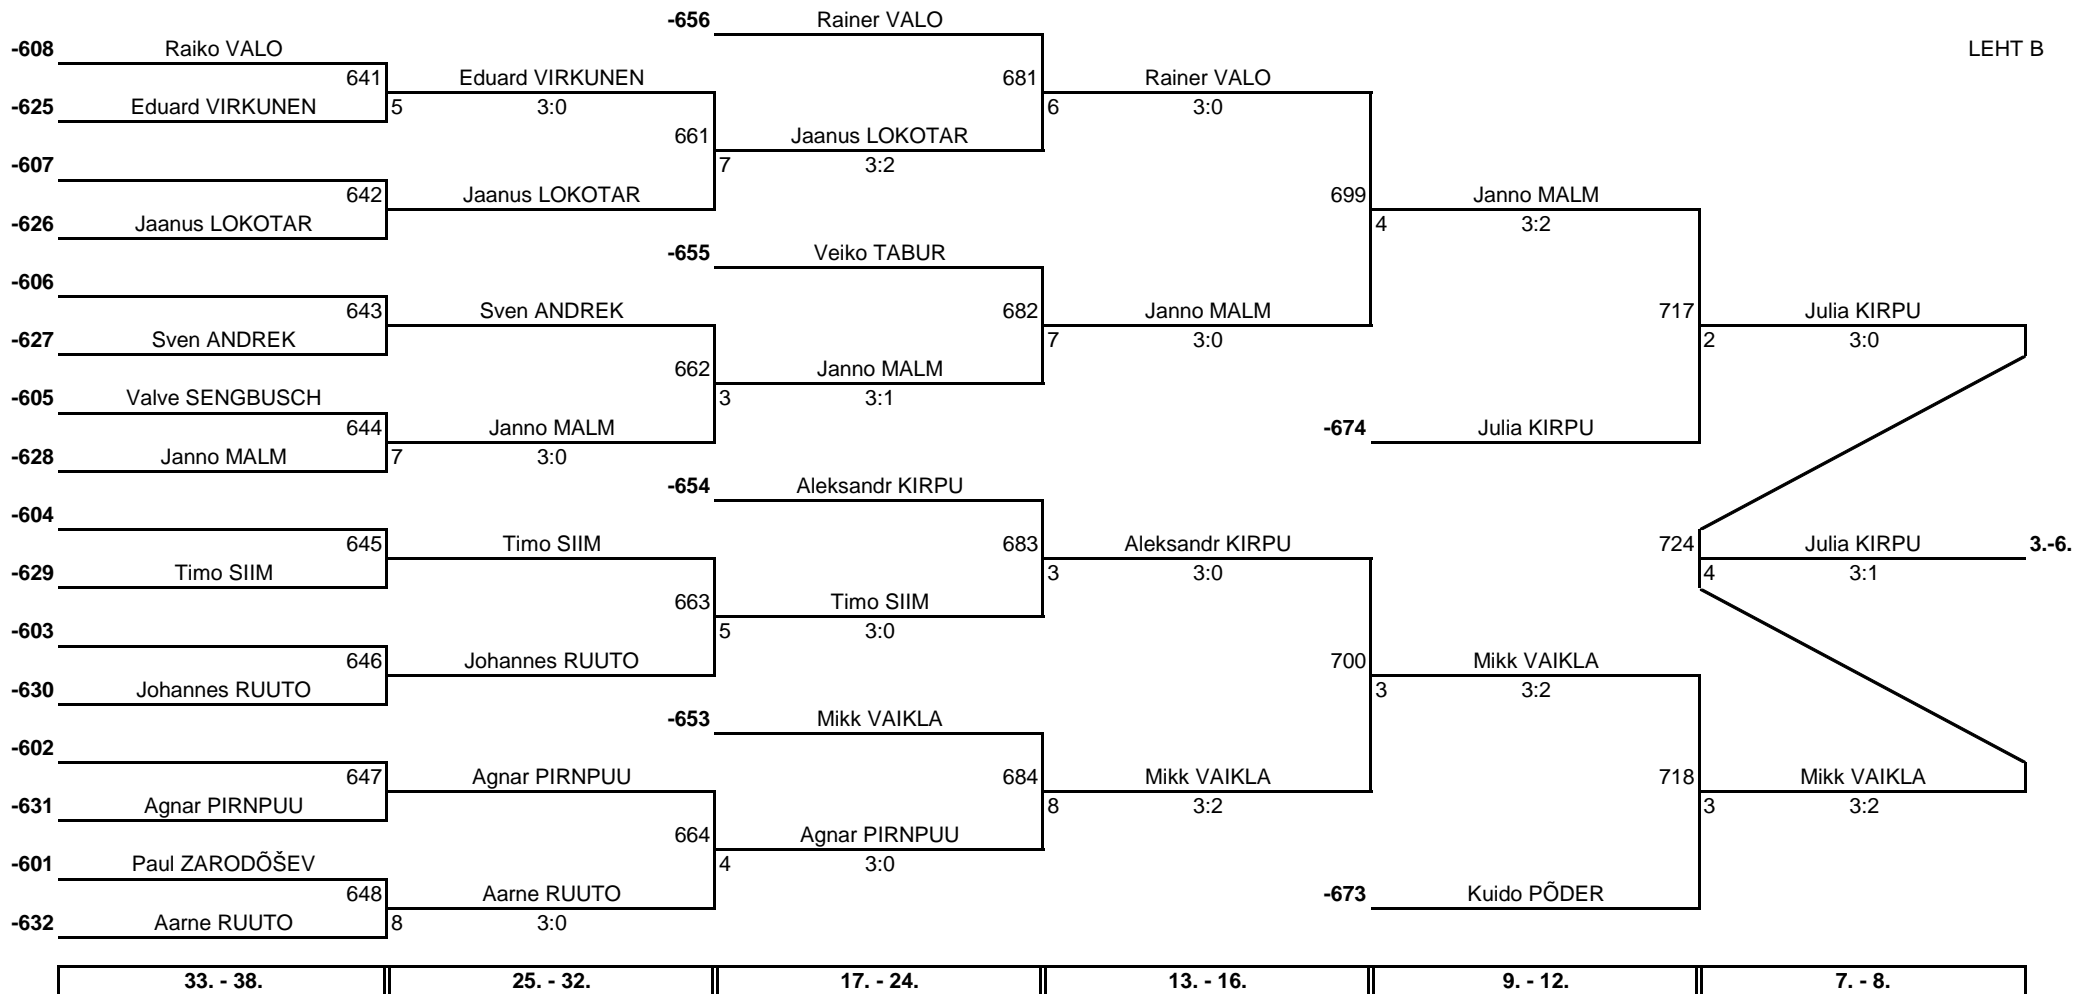 -656 Rainer VALO
-608 Raiko VALO LEHT B
641 Eduard VIRKUNEN 681 Rainer VALO
-625 Eduard VIRKUNEN 5 3:0 6 3:0
661 Jaanus LOKOTAR
-607 7 3:2
642 Jaanus LOKOTAR 699 Janno MALM
-626 Jaanus LOKOTAR 4 3:2
-655 Veiko TABUR
-606
643 Sven ANDREK 682 Janno MALM 717 Julia KIRPU
-627 Sven ANDREK 7 3:0 2 3:0
662 Janno MALM
-605 Valve SENGBUSCH 3 3:1
644 Janno MALM -674 Julia KIRPU
-628 Janno MALM 7 3:0
-654 Aleksandr KIRPU
-604
645 Timo SIIM 683 Aleksandr KIRPU 724 Julia KIRPU 3.-6.
-629 Timo SIIM 3 3:0 4 3:1
663 Timo SIIM
-603 5 3:0
646 Johannes RUUTO 700 Mikk VAIKLA
-630 Johannes RUUTO 3 3:2
-653 Mikk VAIKLA
-602
647 Agnar PIRNPUU 684 Mikk VAIKLA 718 Mikk VAIKLA
-631 Agnar PIRNPUU 8 3:2 3 3:2
664 Agnar PIRNPUU
-601 Paul ZARODÕŠEV 4 3:0
648 Aarne RUUTO -673 Kuido PÕDER
-632 Aarne RUUTO 8 3:0
33. - 38. 25. - 32. 17. - 24. 13. - 16. 9. - 12. 7. - 8.